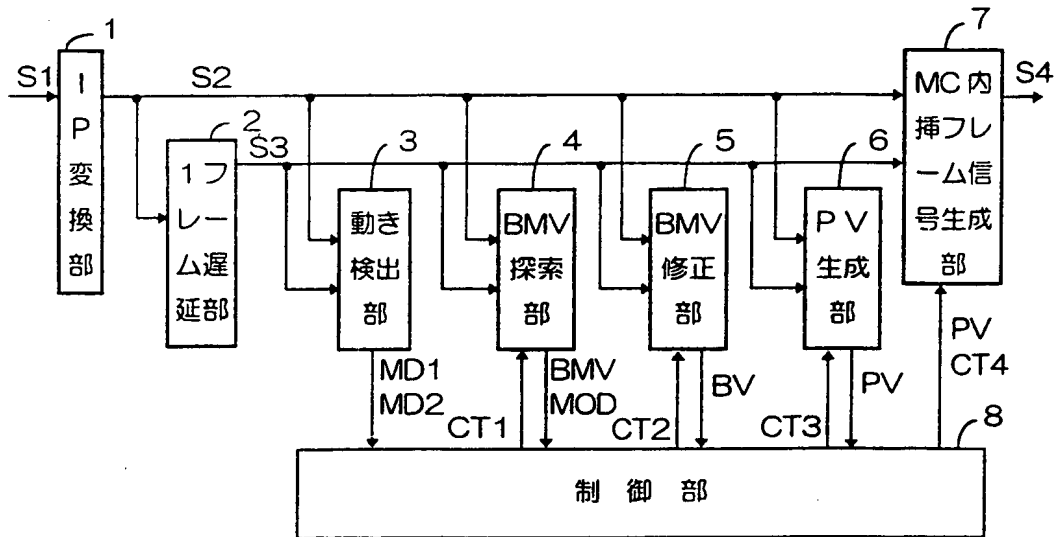 1
S1
I
P
変
換
部
S2
2
1フ
レー
ム遅
延部
S3
3
動き
検出
部
4
BMV
探索
部
5
BMV
修正
部
6
PV
生成
部
7
MC内
挿フレ
ーム信
号生成
部
S4
MD1
MD2
CT1
BMV
MOD
CT2
BV
CT3
PV
PV
CT4
8
制御部